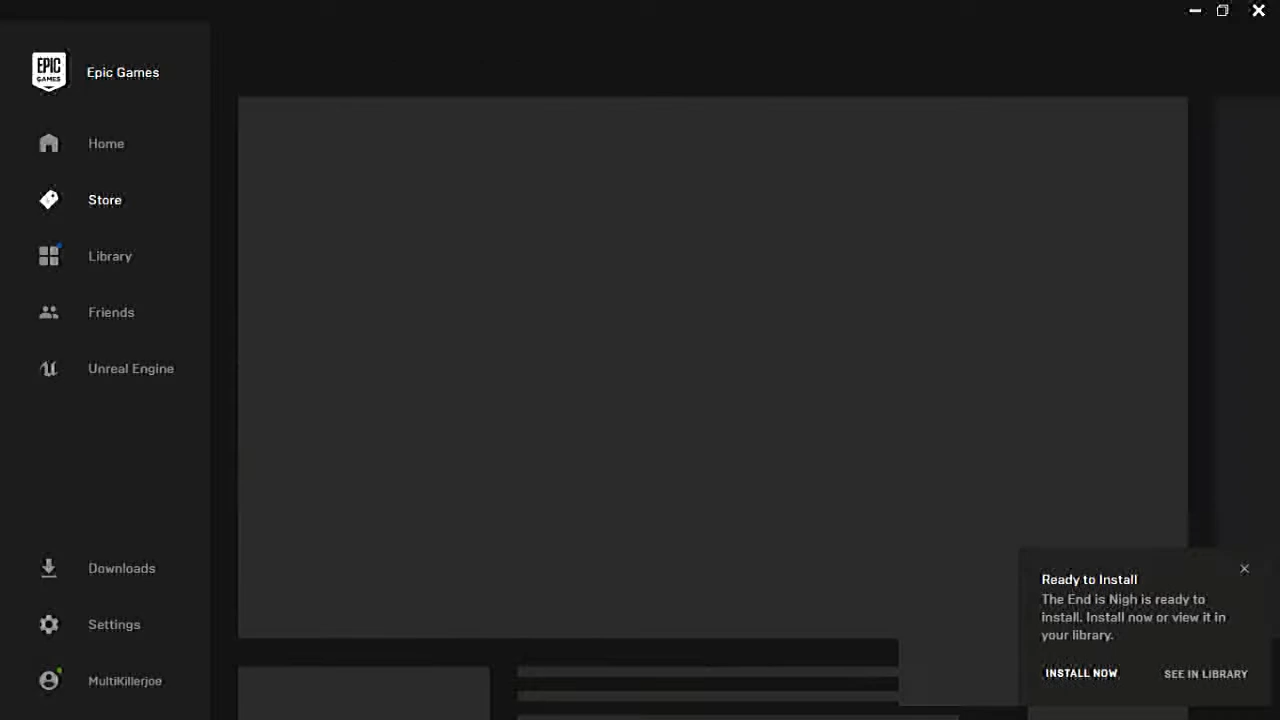 EPIC
GAMES
Epic Games
Home
Store
Library
Friends
Unreal Engine
Downloads
Settings
MultiKillerjoe
Ready to Install
The End is Nigh is ready to
install. Install now or view it in
your library.
INSTALL NOW
SEE IN LIBRARY